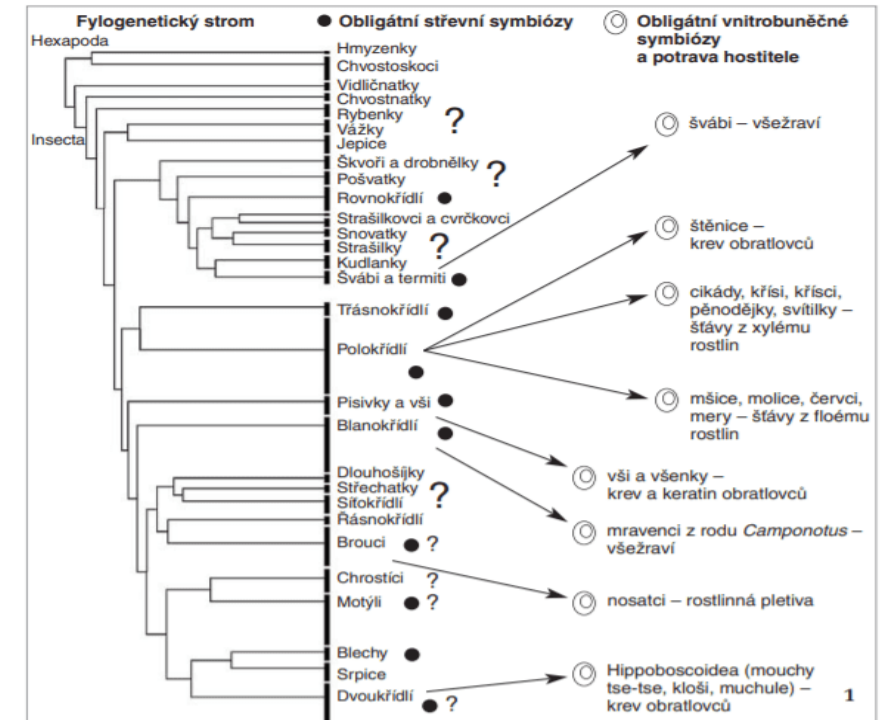 Fylogenetický strom
Obligátní střevní symbiózy
Obligátní vnitrobuněčné
symbiózy
a potrava hostitele
Hexapoda
Hmyzenky
Chvostoskoci
Vidličnatky
Chvostnatky
Rybenky
?
Vážky
Insecta
Jepice
Škvoři a drobnělky
?
Pošvatky
Rovnokřídlí
Strašilkovci a cvrčkovci
Snovatky
?
Strašilky
Kudlanky
Švábi a termiti
Třásnokřídlí
Polokřídlí
Pisivky a vši
Blanokřídlí
Dlouhošíjky
Střechatky
?
Síťokřídlí
Řásnokřídlí
Brouci ?
Chrostíci ?
Motýli ?
Blechy
Srpice
Dvoukřídlí ?
švábi – všežraví
štěnice –
krev obratlovců
cikády, křísi, křísci,
pěnodějky, svítilky –
šťávy z xylému
rostlin
mšice, molice, červci,
mery – šťávy z floému
rostlin
vši a všenky –
krev a keratin obratlovců
mravenci z rodu Camponotus –
všežraví
nosatci – rostlinná pletiva
Hippoboscoidea (mouchy
tse-tse, kloši, muchule) –
krev obratlovců
1